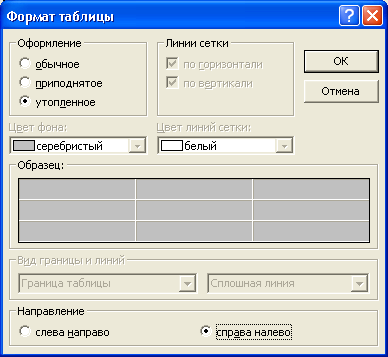 Формат таблицы
Оформление
обычное
приподнятое
утопленное
Линии сетки
по горизонтали
по вертикали
ОК
Отмена
Цвет фона:
серебристый
Цвет линий сетки:
белый
Образец:
Вид границы и линий
Граница таблицы
Сплошная линия
Направление
слева направо
справа налево